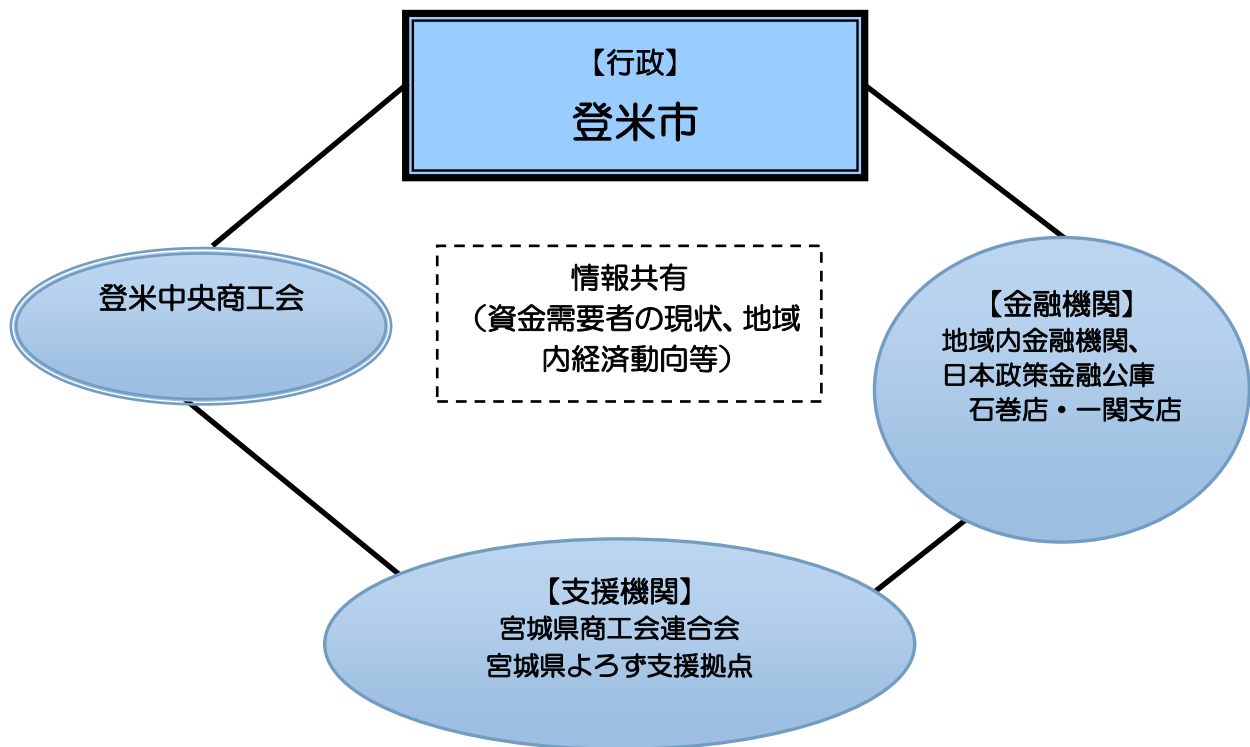 【行政】
登米市
登米中央商工会
情報共有
（資金需要者の現状、地域
内経済動向等）
【金融機関】
地域内金融機関、
日本政策金融公庫
石巻店・一関支店
【支援機関】
宮城県商工会連合会
宮城県よろず支援拠点